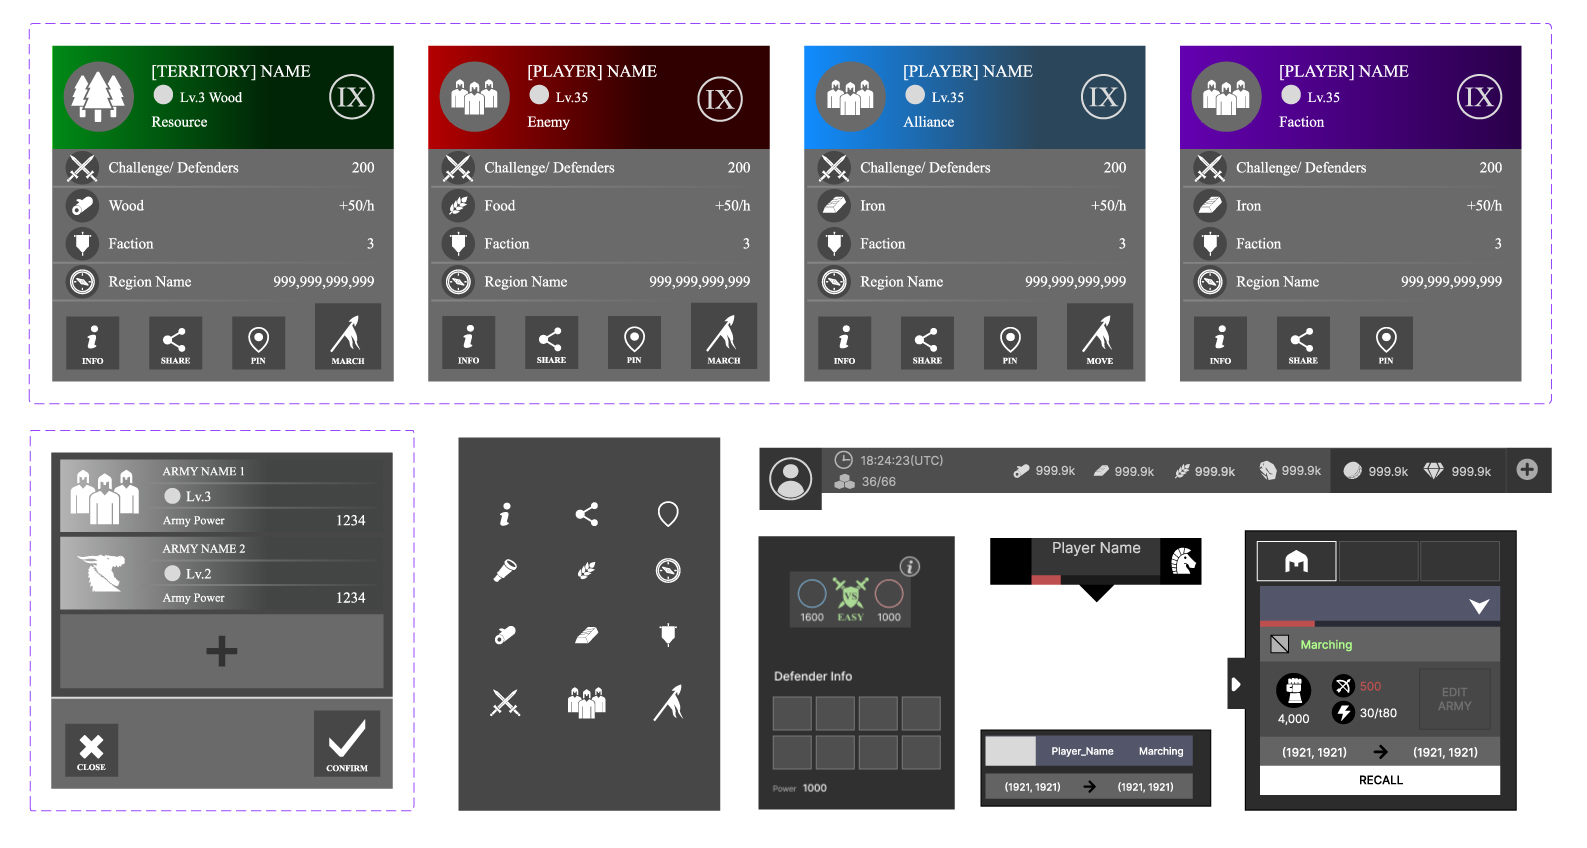 [TERRITORY] NAME
Lv.3 Wood
Resource
IX
Challenge/ Defenders 200
Wood +50/h
Faction 3
Region Name 999,999,999,999
INFO SHARE PIN MARCH
[PLAYER] NAME
Lv.35
Enemy
IX
Challenge/ Defenders 200
Food +50/h
Faction 3
Region Name 999,999,999,999
INFO SHARE PIN MARCH
[PLAYER] NAME
Lv.35
Alliance
IX
Challenge/ Defenders 200
Iron +50/h
Faction 3
Region Name 999,999,999,999
INFO SHARE PIN MOVE
[PLAYER] NAME
Lv.35
Faction
IX
Challenge/ Defenders 200
Iron +50/h
Faction 3
Region Name 999,999,999,999
INFO SHARE PIN
ARMY NAME 1
Lv.3
Army Power 1234
ARMY NAME 2
Lv.2
Army Power 1234
CLOSE CONFIRM
18:24:23(UTC)
36/66
999.9k 999.9k 999.9k 999.9k 999.9k 999.9k
VS
1600 EASY 1000
Defender Info
Power 1000
Player Name
Player_Name Marching
(1921, 1921) (1921, 1921)
Marching
500
4,000 30/t80
EDIT
ARMY
(1921, 1921) (1921, 1921)
RECALL